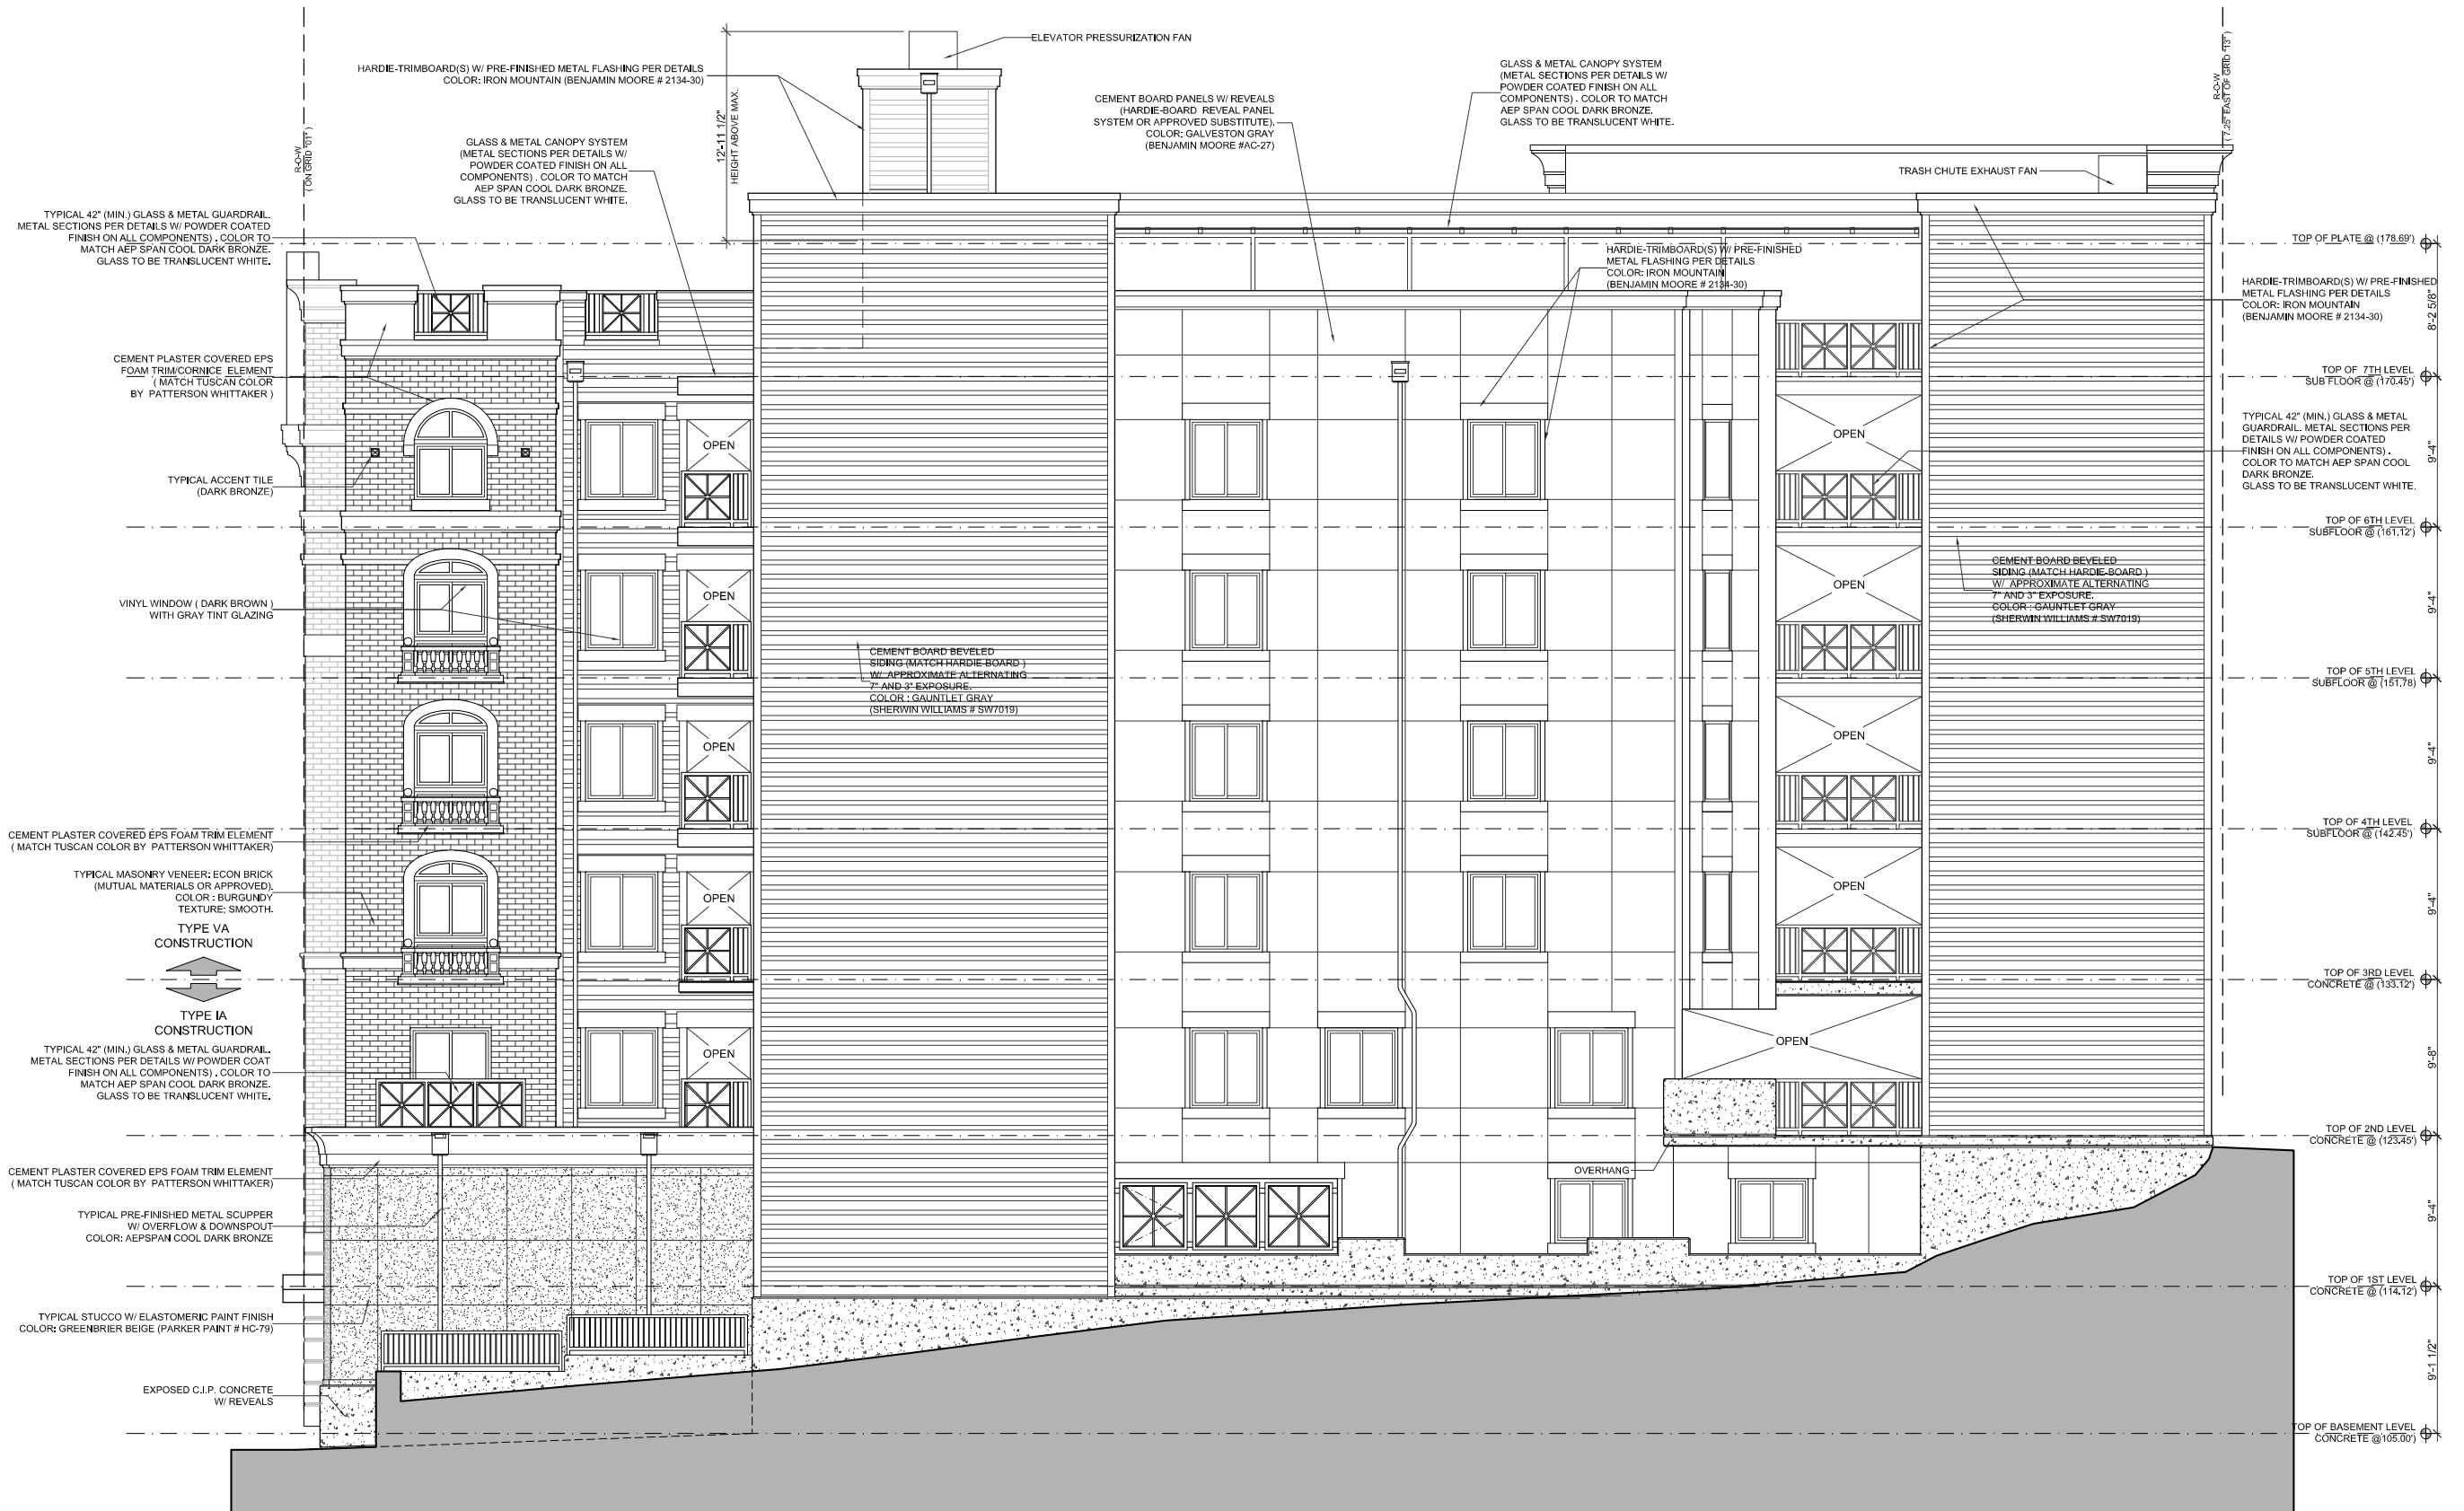 ELEVATOR PRESSURIZATION FAN
HARDIE-TRIMBOARD(S) W/ PRE-FINISHED METAL FLASHING PER DETAILS
COLOR: IRON MOUNTAIN (BENJAMIN MOORE # 2134-30)
12'-11 1/2"
HEIGHT ABOVE MAX.
R-O-W
( ON GRID "01" )
GLASS & METAL CANOPY SYSTEM
(METAL SECTIONS PER DETAILS W/
POWDER COATED FINISH ON ALL
COMPONENTS) . COLOR TO MATCH
AEP SPAN COOL DARK BRONZE.
GLASS TO BE TRANSLUCENT WHITE.
CEMENT BOARD PANELS W/ REVEALS
(HARDIE-BOARD REVEAL PANEL
SYSTEM OR APPROVED SUBSTITUTE).
COLOR: GALVESTON GRAY
(BENJAMIN MOORE #AC-27)
GLASS & METAL CANOPY SYSTEM
(METAL SECTIONS PER DETAILS W/
POWDER COATED FINISH ON ALL
COMPONENTS) . COLOR TO MATCH
AEP SPAN COOL DARK BRONZE.
GLASS TO BE TRANSLUCENT WHITE.
R-O-W
( 7.25" EAST OF GRID "13" )
TRASH CHUTE EXHAUST FAN
TYPICAL 42" (MIN.) GLASS & METAL GUARDRAIL.
METAL SECTIONS PER DETAILS W/ POWDER COATED
FINISH ON ALL COMPONENTS) . COLOR TO
MATCH AEP SPAN COOL DARK BRONZE.
GLASS TO BE TRANSLUCENT WHITE.
HARDIE-TRIMBOARD(S) W/ PRE-FINISHED
METAL FLASHING PER DETAILS
COLOR: IRON MOUNTAIN
(BENJAMIN MOORE # 2134-30)
TOP OF PLATE @ (178.69')
HARDIE-TRIMBOARD(S) W/ PRE-FINISHED
METAL FLASHING PER DETAILS
COLOR: IRON MOUNTAIN
(BENJAMIN MOORE # 2134-30)
8'-2 5/8"
CEMENT PLASTER COVERED EPS
FOAM TRIM/CORNICE ELEMENT
( MATCH TUSCAN COLOR
BY PATTERSON WHITTAKER )
TOP OF 7TH LEVEL
SUB FLOOR @ (170.45')
TYPICAL 42" (MIN.) GLASS & METAL
GUARDRAIL. METAL SECTIONS PER
DETAILS W/ POWDER COATED
FINISH ON ALL COMPONENTS) .
COLOR TO MATCH AEP SPAN COOL
DARK BRONZE.
GLASS TO BE TRANSLUCENT WHITE.
9'-4"
OPEN
OPEN
TYPICAL ACCENT TILE
(DARK BRONZE)
TOP OF 6TH LEVEL
SUBFLOOR @ (161.12')
CEMENT BOARD BEVELED
SIDING (MATCH HARDIE-BOARD )
W/ APPROXIMATE ALTERNATING
7" AND 3" EXPOSURE.
COLOR : GAUNTLET GRAY
(SHERWIN WILLIAMS # SW7019)
9'-4"
OPEN
OPEN
VINYL WINDOW ( DARK BROWN )
WITH GRAY TINT GLAZING
CEMENT BOARD BEVELED
SIDING (MATCH HARDIE-BOARD )
W/ APPROXIMATE ALTERNATING
7" AND 3" EXPOSURE.
COLOR : GAUNTLET GRAY
(SHERWIN WILLIAMS # SW7019)
TOP OF 5TH LEVEL
SUBFLOOR @ (151.78)
9'-4"
OPEN
OPEN
CEMENT PLASTER COVERED EPS FOAM TRIM ELEMENT
( MATCH TUSCAN COLOR BY PATTERSON WHITTAKER)
TOP OF 4TH LEVEL
SUBFLOOR @ (142.45')
TYPICAL MASONRY VENEER: ECON BRICK
(MUTUAL MATERIALS OR APPROVED).
COLOR : BURGUNDY
TEXTURE: SMOOTH.
9'-4"
OPEN
OPEN
TYPE VA
CONSTRUCTION
TOP OF 3RD LEVEL
CONCRETE @ (133.12')
TYPE IA
CONSTRUCTION
9'-8"
OPEN
OPEN
TYPICAL 42" (MIN.) GLASS & METAL GUARDRAIL.
METAL SECTIONS PER DETAILS W/ POWDER COAT
FINISH ON ALL COMPONENTS) . COLOR TO
MATCH AEP SPAN COOL DARK BRONZE.
GLASS TO BE TRANSLUCENT WHITE.
TOP OF 2ND LEVEL
CONCRETE @ (123.45')
OVERHANG
CEMENT PLASTER COVERED EPS FOAM TRIM ELEMENT
( MATCH TUSCAN COLOR BY PATTERSON WHITTAKER)
TYPICAL PRE-FINISHED METAL SCUPPER
W/ OVERFLOW & DOWNSPOUT
COLOR: AEPSPAN COOL DARK BRONZE
9'-4"
TOP OF 1ST LEVEL
CONCRETE @ (114.12')
TYPICAL STUCCO W/ ELASTOMERIC PAINT FINISH
COLOR: GREENBRIER BEIGE (PARKER PAINT # HC-79)
9'-1 1/2"
EXPOSED C.I.P. CONCRETE
W/ REVEALS
TOP OF BASEMENT LEVEL
CONCRETE @105.00')